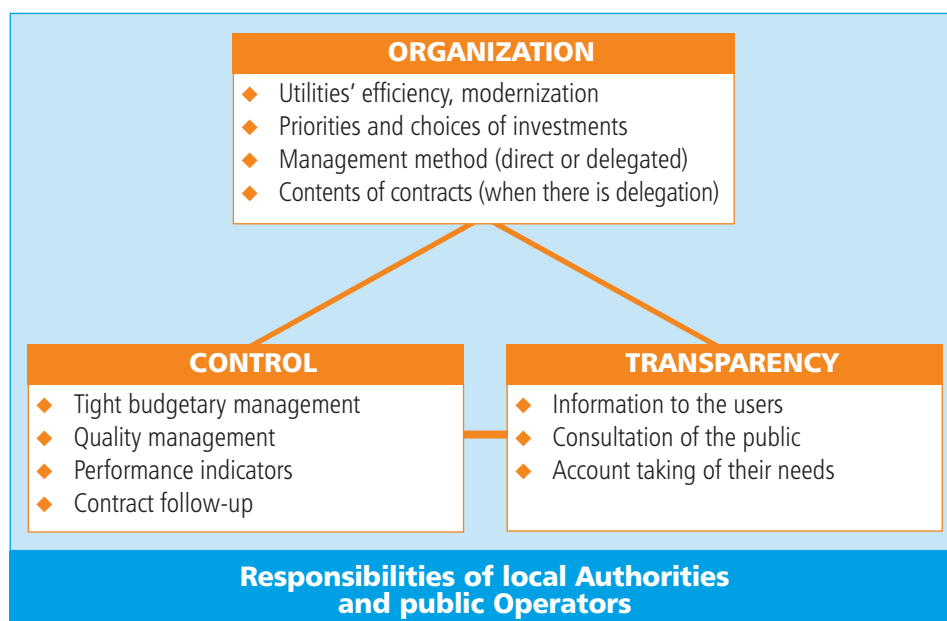 ORGANIZATION
◆ Utilities' efficiency, modernization
◆ Priorities and choices of investments
◆ Management method (direct or delegated)
◆ Contents of contracts (when there is delegation)
CONTROL
◆ Tight budgetary management
◆ Quality management
◆ Performance indicators
◆ Contract follow-up
TRANSPARENCY
◆ Information to the users
◆ Consultation of the public
◆ Account taking of their needs
Responsibilities of local Authorities
and public Operators